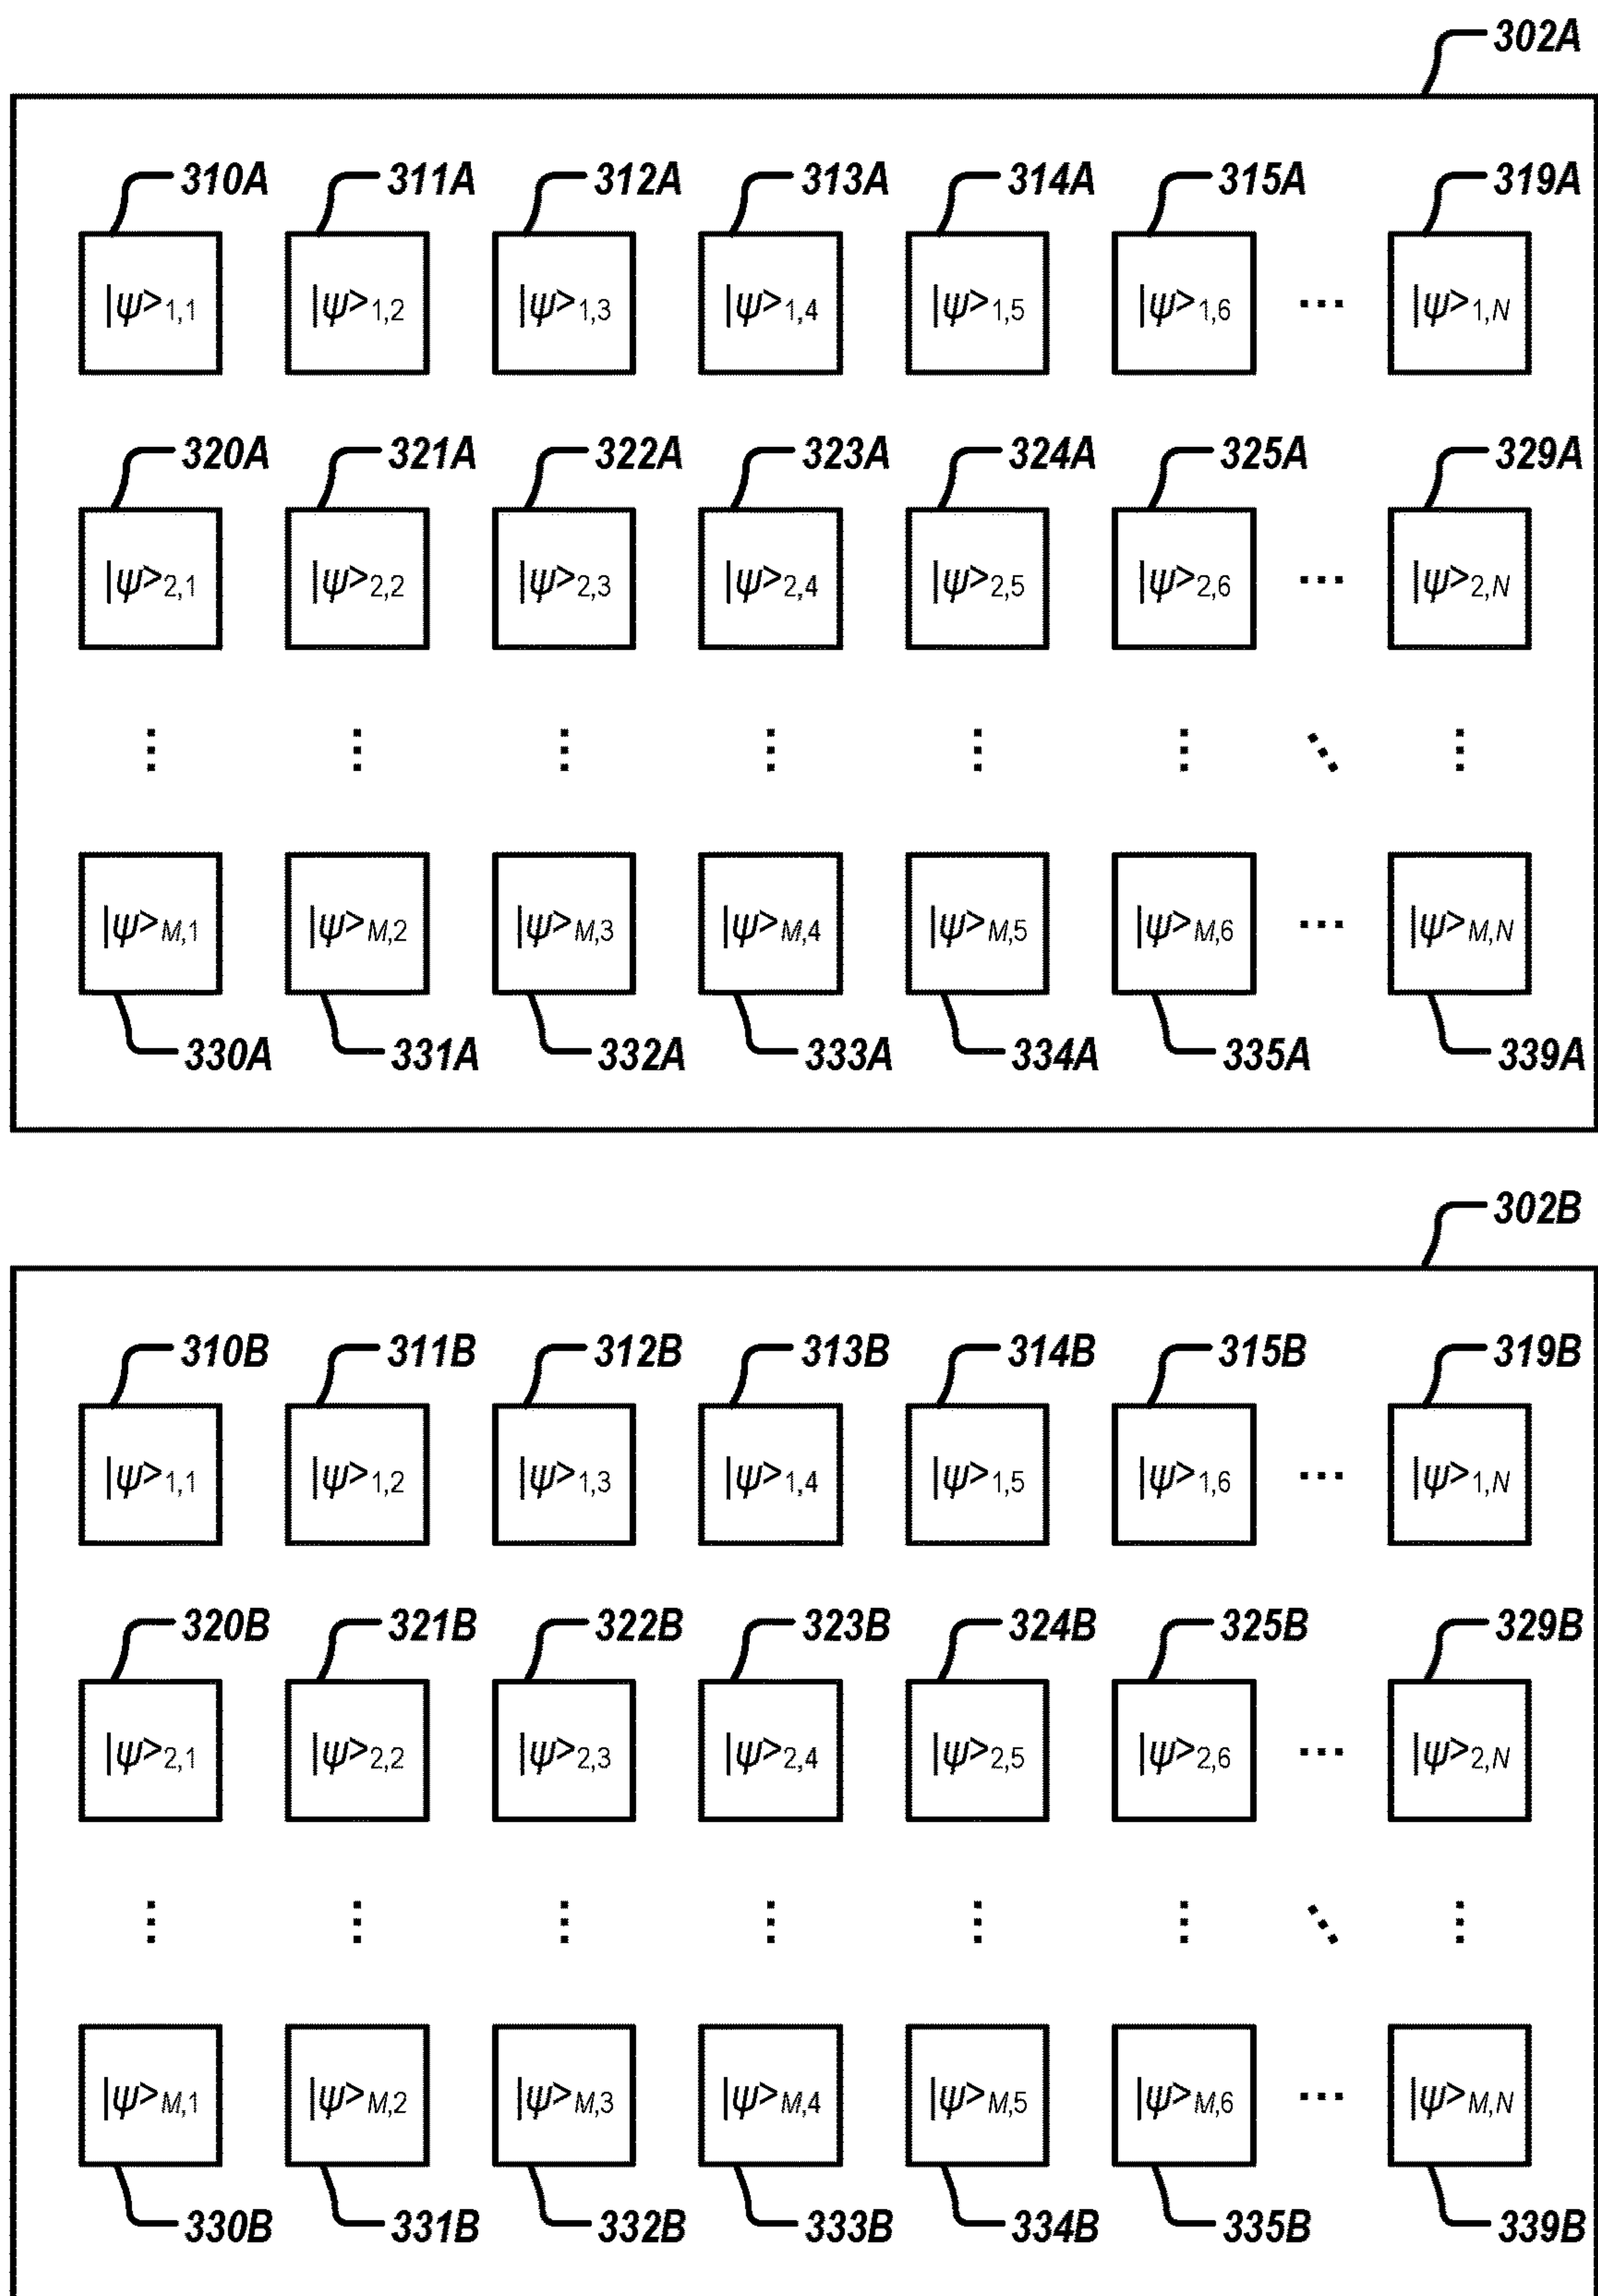 302A
310A 311A 312A 313A 314A 315A 319A
|ψ>1,1 |ψ>1,2 |ψ>1,3 |ψ>1,4 |ψ>1,5 |ψ>1,6 ··· |ψ>1,N
320A 321A 322A 323A 324A 325A 329A
|ψ>2,1 |ψ>2,2 |ψ>2,3 |ψ>2,4 |ψ>2,5 |ψ>2,6 ··· |ψ>2,N
|ψ>M,1 |ψ>M,2 |ψ>M,3 |ψ>M,4 |ψ>M,5 |ψ>M,6 ··· |ψ>M,N
330A 331A 332A 333A 334A 335A 339A
302B
310B 311B 312B 313B 314B 315B 319B
|ψ>1,1 |ψ>1,2 |ψ>1,3 |ψ>1,4 |ψ>1,5 |ψ>1,6 ··· |ψ>1,N
320B 321B 322B 323B 324B 325B 329B
|ψ>2,1 |ψ>2,2 |ψ>2,3 |ψ>2,4 |ψ>2,5 |ψ>2,6 ··· |ψ>2,N
|ψ>M,1 |ψ>M,2 |ψ>M,3 |ψ>M,4 |ψ>M,5 |ψ>M,6 ··· |ψ>M,N
330B 331B 332B 333B 334B 335B 339B